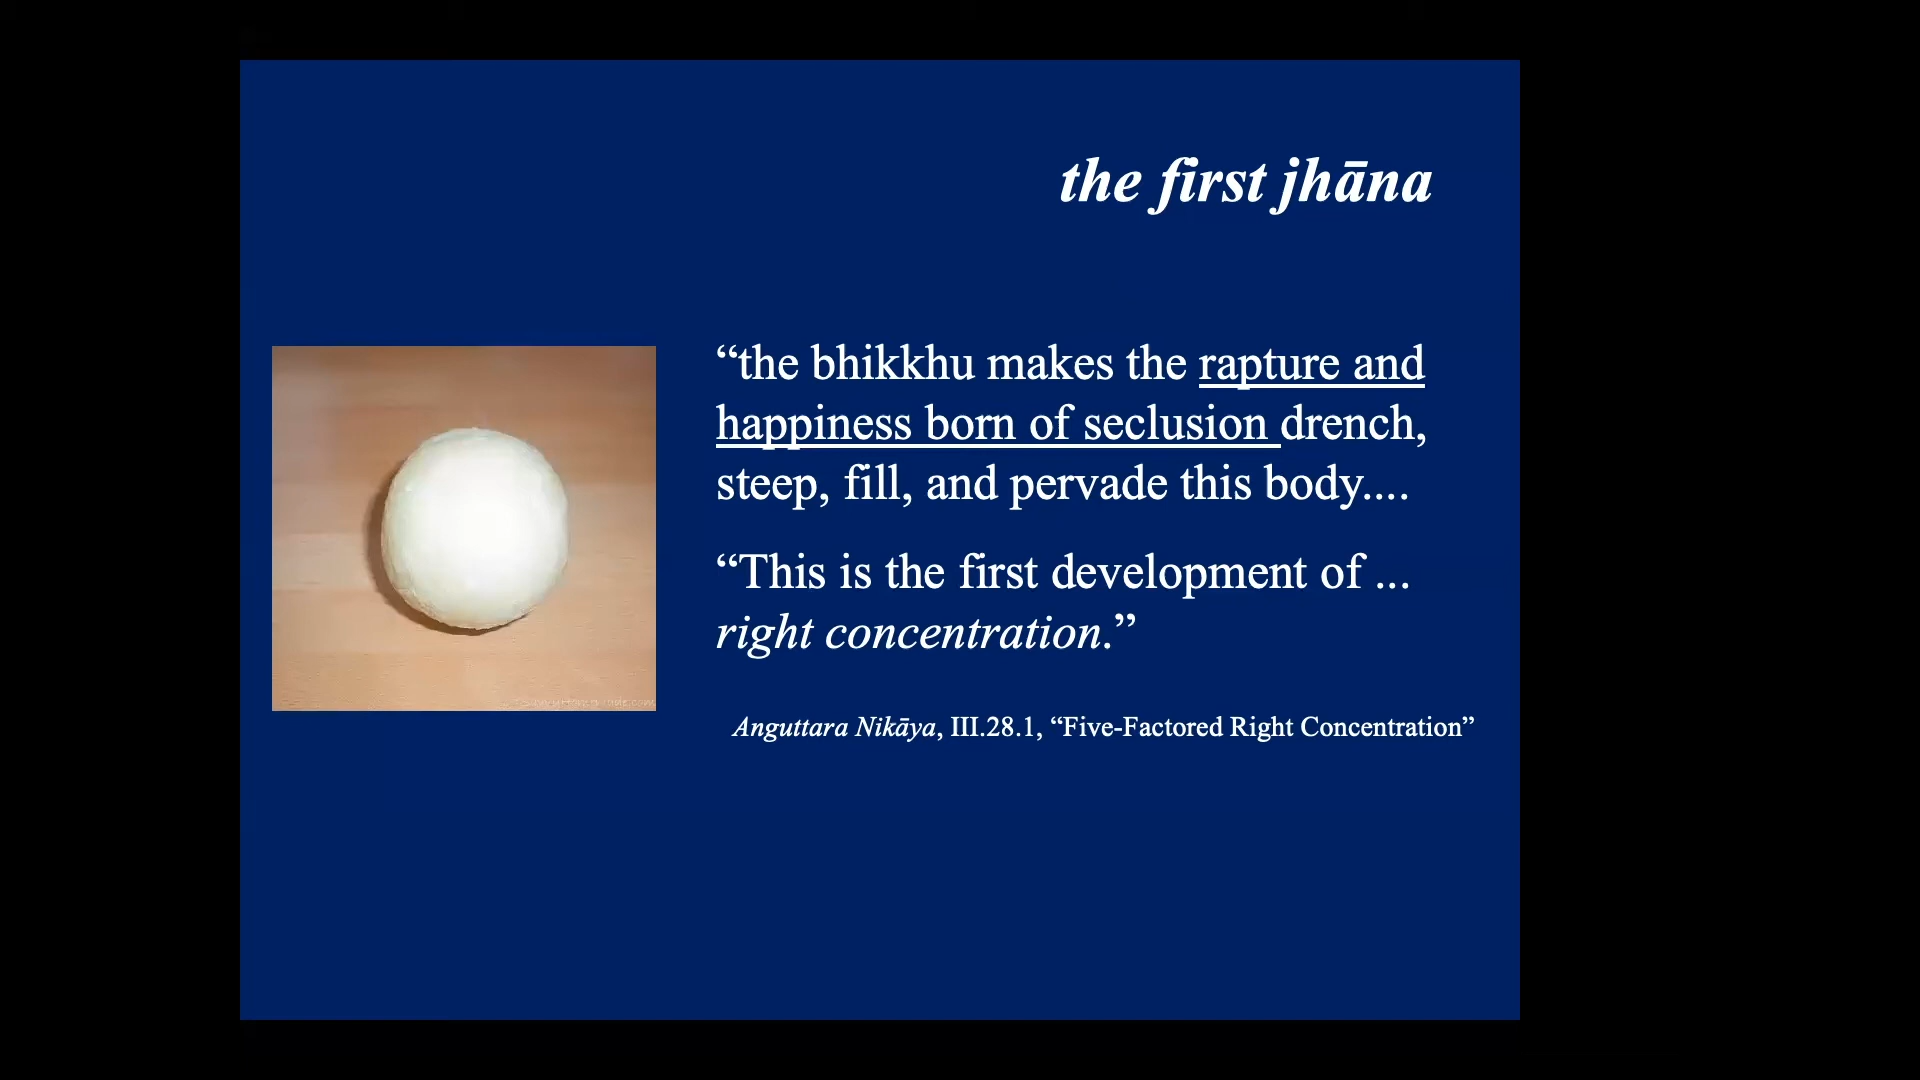 the first jhāna
“the bhikkhu makes the rapture and
happiness born of seclusion drench,
steep, fill, and pervade this body....
“This is the first development of ...
right concentration.”
Anguttara Nikāya, III.28.1, “Five-Factored Right Concentration”